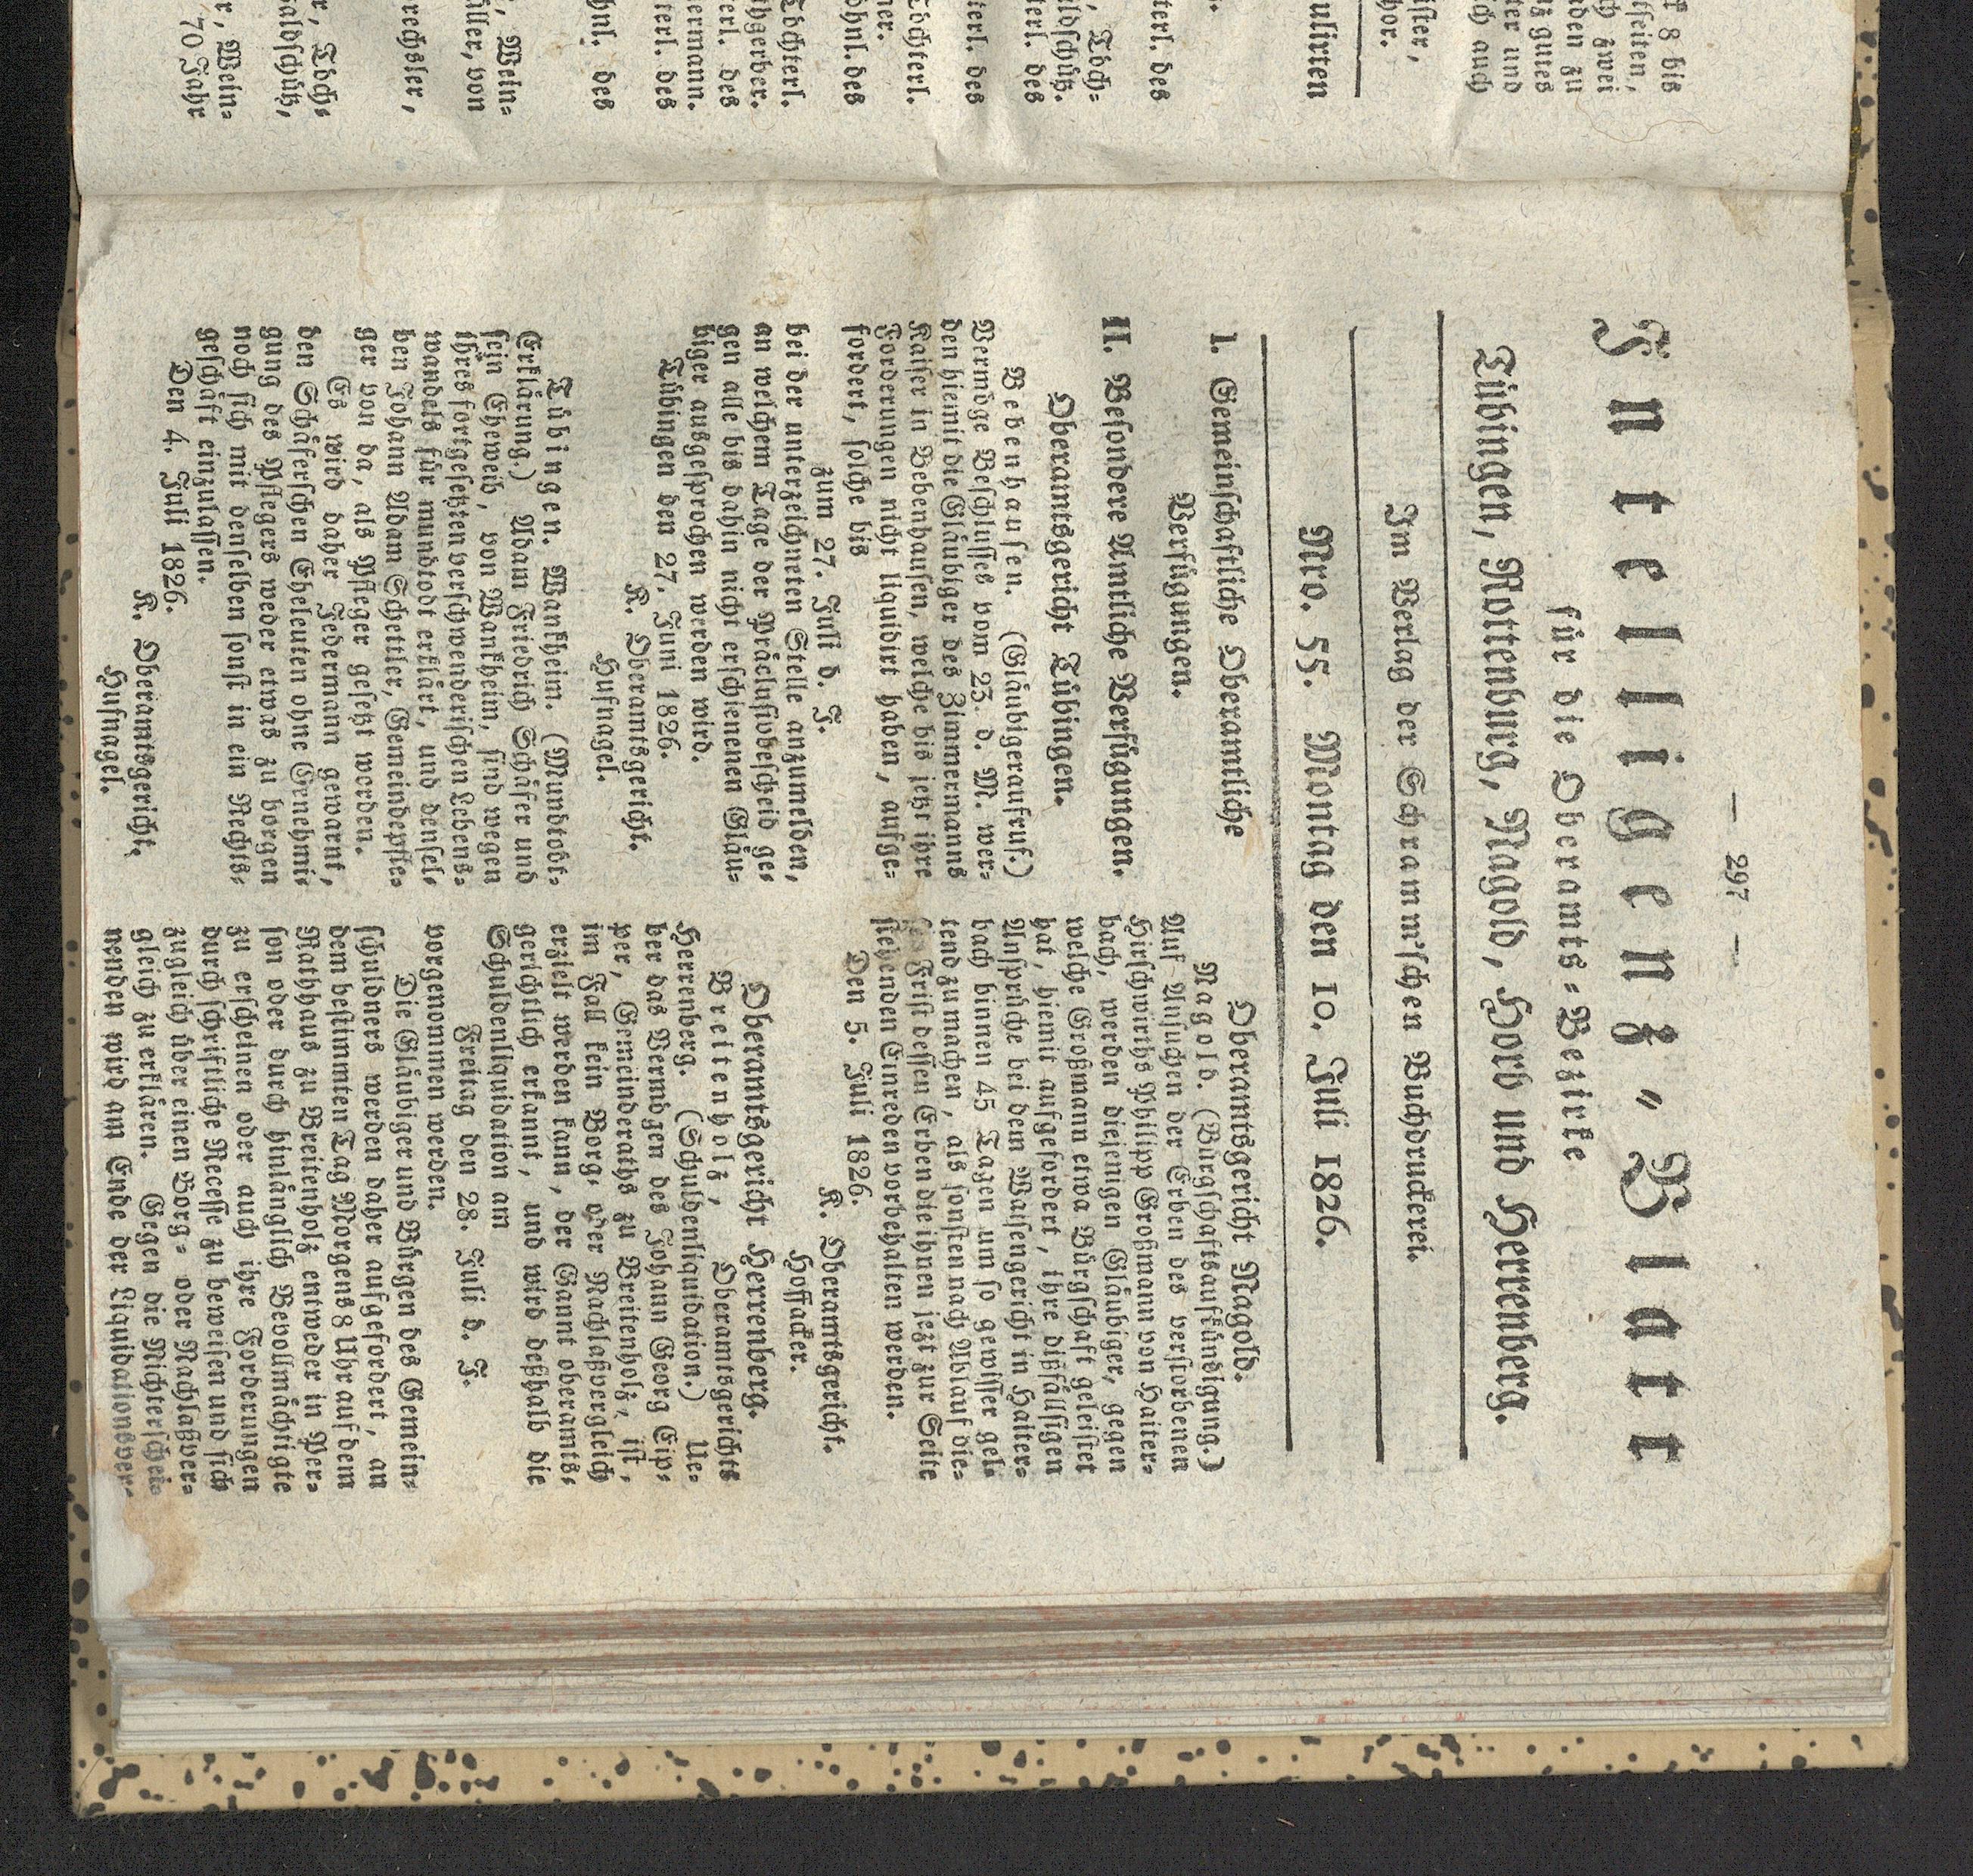 — 297 —
Intelligenz-Blatt
für die Oberamts-Bezirke
Tübingen, Rottenburg, Nagold, Horb und Herrenberg.
Im Verlag der Schramm'schen Buchdruckerei.
Nro. 55. Montag den 10. Juli 1826.
I. Gemeinschaftliche Oberamtliche
Verfügungen.
II. Besondere Amtliche Verfügungen.
Oberamtsgericht Tübingen.
Bebenhausen. (Gläubigeraufruf.)
Vermöge Beschlusses vom 23. d. M. wer-
den hiemit die Gläubiger des Zimmermanns
Kaiser in Bebenhausen, welche bis jetzt ihre
Forderungen nicht liquidirt haben, aufge-
fordert, solche bis
zum 27. Juli d. J.
bei der unterzeichneten Stelle anzumelden,
an welchem Tage der Präclusivbescheid ge-
gen alle bis dahin nicht erschienenen Gläu-
biger ausgesprochen werden wird.
Tübingen den 27. Juni 1826.
K. Oberamtsgericht.
Hufnagel.
Tübingen. Mankheim. (Mundtodt-
Erklärung.) Adam Friedrich Schäfer und
sein Eheweib, von Mankheim, sind wegen
ihres fortgesetzten verschwenderischen Lebens-
wandels für mundtodt erklärt, und densel-
ben Johann Adam Schettler, Gemeindepfle-
ger von da, als Pfleger gesetzt worden.
Es wird daher Jedermann gewarnt,
den Schäferschen Eheleuten ohne Genehmi-
gung des Pflegers weder etwas zu borgen
noch sich mit denselben sonst in ein Rechts-
geschäft einzulassen.
Den 4. Juli 1826.
K. Oberamtsgericht,
Hufnagel.
Oberamtsgericht Nagold.
Nagold. (Bürgschaftsaufkündigung.)
Auf Ansuchen der Erben des verstorbenen
Hirschwirths Philipp Großmann von Haiter-
bach, werden diejenigen Gläubiger, gegen
welche Großmann etwa Bürgschaft geleistet
hat, hiemit aufgefordert, ihre dißfallsigen
Ansprüche bei dem Waisengericht in Haiter-
bach binnen 45 Tagen um so gewisser gel-
tend zu machen, als sonsten nach Ablauf die-
ser Frist dessen Erben die ihnen jezt zur Seite
stehenden Einreden vorbehalten werden.
Den 5. Juli 1826.
K. Oberamtsgericht.
Hoffacker.
Oberamtsgericht Herrenberg.
Breitenholz, Oberamtsgerichts
Herrenberg. (Schuldenliquidation.) Ue-
ber das Vermögen des Johann Georg Sip-
per, Gemeinderaths zu Breitenholz, ist,
im Fall kein Borg- oder Nachlaßvergleich
erzielt werden kann, der Gannt oberamts-
gerichtlich erkannt, und wird deßhalb die
Schuldenliquidation am
Freitag den 28. Juli d. J.
vorgenommen werden.
Die Gläubiger und Bürgen des Gemein-
schuldners werden daher aufgefordert, an
dem bestimmten Tag Morgens 8 Uhr auf dem
Rathhaus zu Breitenholz entweder in Per-
son oder durch hinlänglich Bevollmächtigte
zu erscheinen oder auch ihre Forderungen
durch schriftliche Recesse zu beweisen und sich
zugleich über einen Borg- oder Nachlaßver-
gleich zu erklären. Gegen die Nichterschei-
nenden wird am Ende der Liquidationsver-